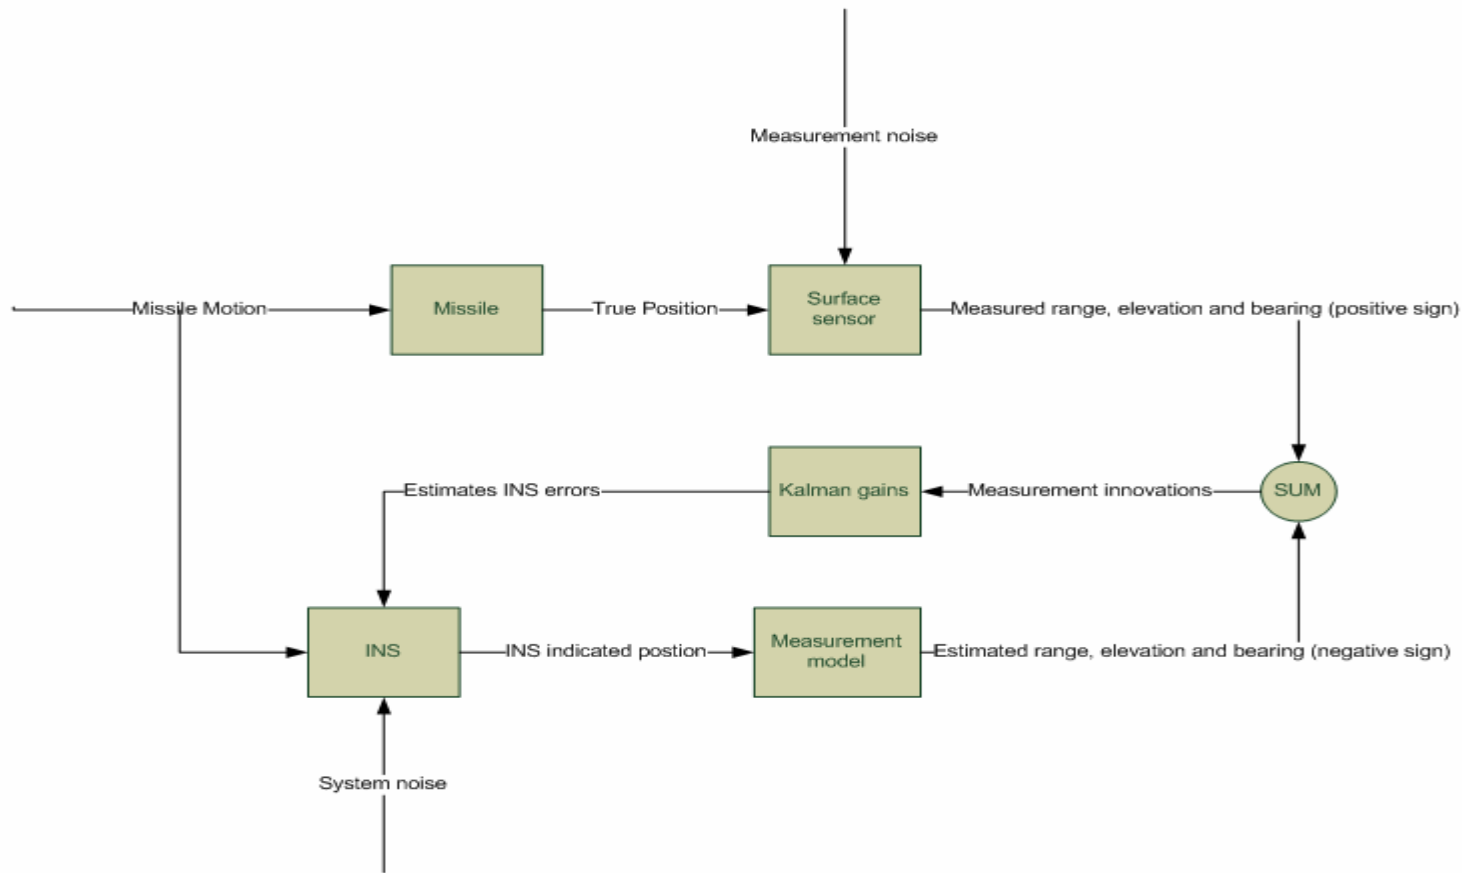 Measurement noise
Missile Motion
Missile
True Position
Surface
sensor
Measured range, elevation and bearing (positive sign)
Estimates INS errors
Kalman gains
Measurement innovations
SUM
INS
INS indicated postion
Measurement
model
Estimated range, elevation and bearing (negative sign)
System noise